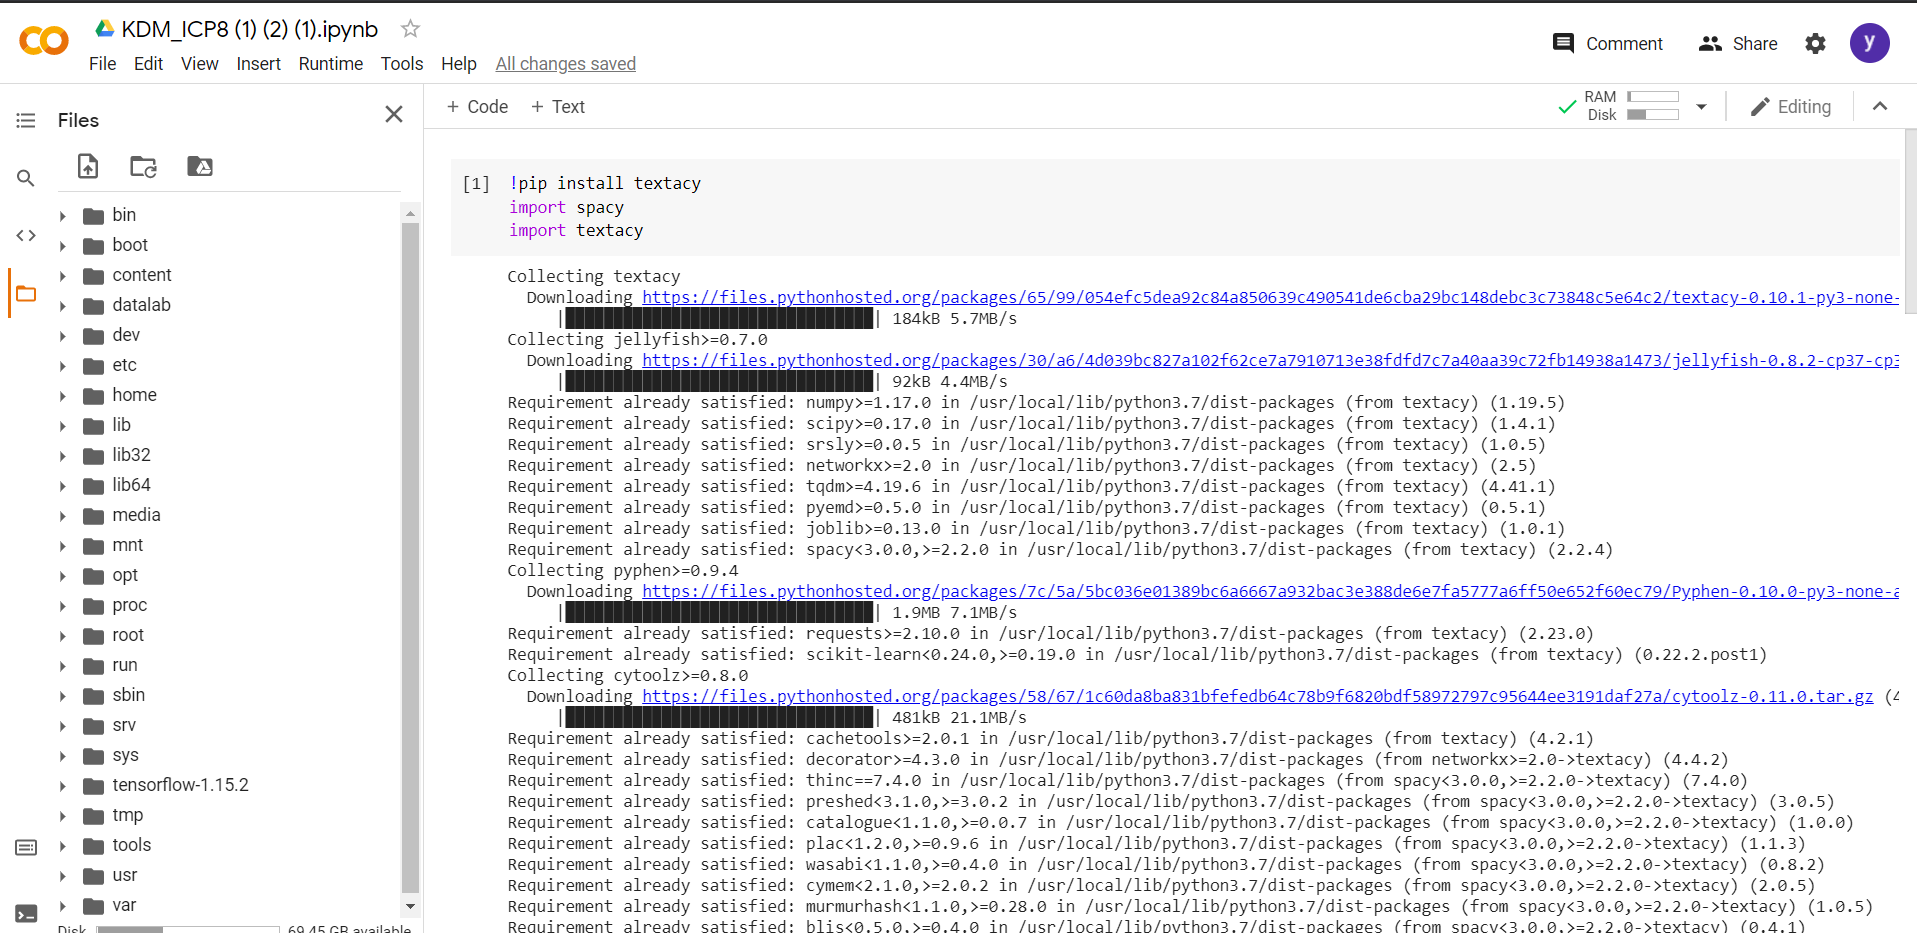 KDM_ICP8 (1) (2) (1).ipynb
File Edit View Insert Runtime Tools Help All changes saved
Comment Share y
Files
+ Code + Text
RAM
Disk
Editing
bin
boot
content
datalab
dev
etc
home
lib
lib32
lib64
media
mnt
opt
proc
root
run
sbin
srv
sys
tensorflow-1.15.2
tmp
tools
usr
var
Disk 69.45 GB available
[1] !pip install textacy
import spacy
import textacy
Collecting textacy
Downloading https://files.pythonhosted.org/packages/65/99/054efc5dea92c84a850639c490541de6cba29bc148debc3c73848c5e64c2/textacy-0.10.1-py3-none-
184kB 5.7MB/s
Collecting jellyfish>=0.7.0
Downloading https://files.pythonhosted.org/packages/30/a6/4d039bc827a102f62ce7a7910713e38fdfd7c7a40aa39c72fb14938a1473/jellyfish-0.8.2-cp37-cp3
92kB 4.4MB/s
Requirement already satisfied: numpy>=1.17.0 in /usr/local/lib/python3.7/dist-packages (from textacy) (1.19.5)
Requirement already satisfied: scipy>=0.17.0 in /usr/local/lib/python3.7/dist-packages (from textacy) (1.4.1)
Requirement already satisfied: srsly>=0.0.5 in /usr/local/lib/python3.7/dist-packages (from textacy) (1.0.5)
Requirement already satisfied: networkx>=2.0 in /usr/local/lib/python3.7/dist-packages (from textacy) (2.5)
Requirement already satisfied: tqdm>=4.19.6 in /usr/local/lib/python3.7/dist-packages (from textacy) (4.41.1)
Requirement already satisfied: pyemd>=0.5.0 in /usr/local/lib/python3.7/dist-packages (from textacy) (0.5.1)
Requirement already satisfied: joblib>=0.13.0 in /usr/local/lib/python3.7/dist-packages (from textacy) (1.0.1)
Requirement already satisfied: spacy<3.0.0,>=2.2.0 in /usr/local/lib/python3.7/dist-packages (from textacy) (2.2.4)
Collecting pyphen>=0.9.4
Downloading https://files.pythonhosted.org/packages/7c/5a/5bc036e01389bc6a6667a932bac3e388de6e7fa5777a6ff50e652f60ec79/Pyphen-0.10.0-py3-none-a
1.9MB 7.1MB/s
Requirement already satisfied: requests>=2.10.0 in /usr/local/lib/python3.7/dist-packages (from textacy) (2.23.0)
Requirement already satisfied: scikit-learn<0.24.0,>=0.19.0 in /usr/local/lib/python3.7/dist-packages (from textacy) (0.22.2.post1)
Collecting cytoolz>=0.8.0
Downloading https://files.pythonhosted.org/packages/58/67/1c60da8ba831bfefedb64c78b9f6820bdf58972797c95644ee3191daf27a/cytoolz-0.11.0.tar.gz (4
481kB 21.1MB/s
Requirement already satisfied: cachetools>=2.0.1 in /usr/local/lib/python3.7/dist-packages (from textacy) (4.2.1)
Requirement already satisfied: decorator>=4.3.0 in /usr/local/lib/python3.7/dist-packages (from networkx>=2.0->textacy) (4.4.2)
Requirement already satisfied: thinc==7.4.0 in /usr/local/lib/python3.7/dist-packages (from spacy<3.0.0,>=2.2.0->textacy) (7.4.0)
Requirement already satisfied: preshed<3.1.0,>=3.0.2 in /usr/local/lib/python3.7/dist-packages (from spacy<3.0.0,>=2.2.0->textacy) (3.0.5)
Requirement already satisfied: catalogue<1.1.0,>=0.0.7 in /usr/local/lib/python3.7/dist-packages (from spacy<3.0.0,>=2.2.0->textacy) (1.0.0)
Requirement already satisfied: plac<1.2.0,>=0.9.6 in /usr/local/lib/python3.7/dist-packages (from spacy<3.0.0,>=2.2.0->textacy) (1.1.3)
Requirement already satisfied: wasabi<1.1.0,>=0.4.0 in /usr/local/lib/python3.7/dist-packages (from spacy<3.0.0,>=2.2.0->textacy) (0.8.2)
Requirement already satisfied: cymem<2.1.0,>=2.0.2 in /usr/local/lib/python3.7/dist-packages (from spacy<3.0.0,>=2.2.0->textacy) (2.0.5)
Requirement already satisfied: murmurhash<1.1.0,>=0.28.0 in /usr/local/lib/python3.7/dist-packages (from spacy<3.0.0,>=2.2.0->textacy) (1.0.5)
Requirement already satisfied: blis<0.5.0,>=0.4.0 in /usr/local/lib/python3.7/dist-packages (from spacy<3.0.0,>=2.2.0->textacy) (0.4.1)